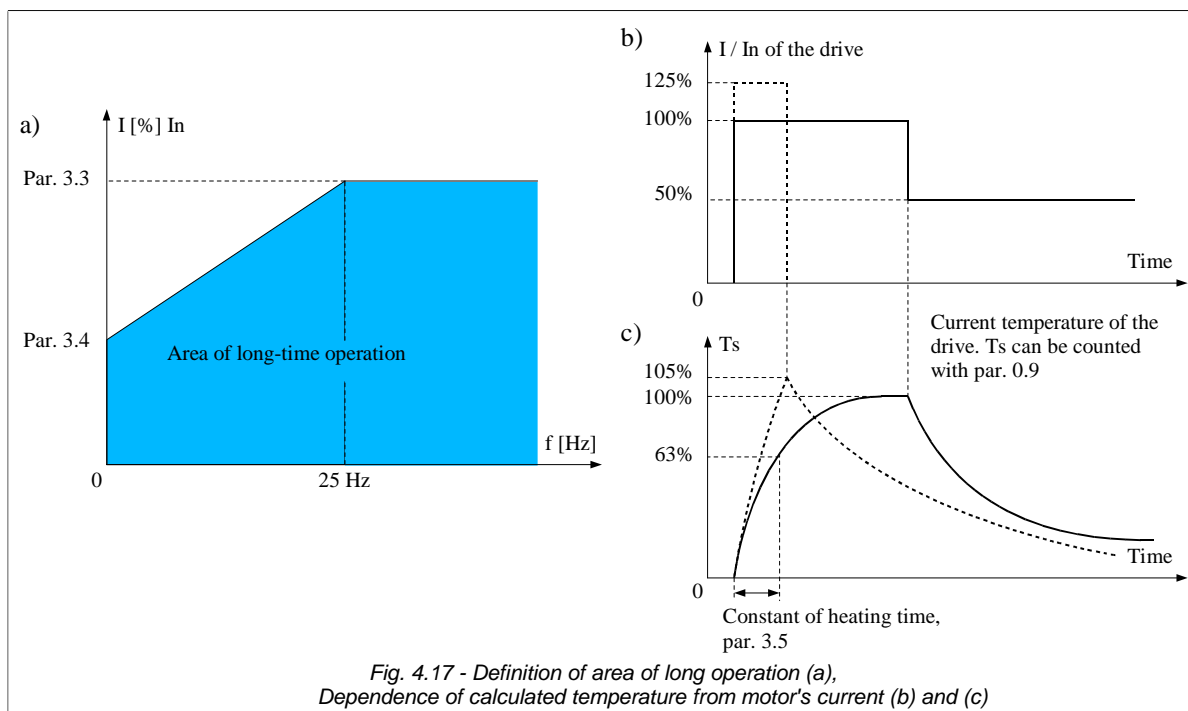 a)
I [%] In
Par. 3.3
Par. 3.4
Area of long-time operation
f [Hz]
0
25 Hz
b)
I / In of the drive
125%
100%
50%
Time
0
c)
Ts
Current temperature of the
drive. Ts can be counted
with par. 0.9
105%
100%
63%
Time
0
Constant of heating time,
par. 3.5
Fig. 4.17 - Definition of area of long operation (a),
Dependence of calculated temperature from motor's current (b) and (c)